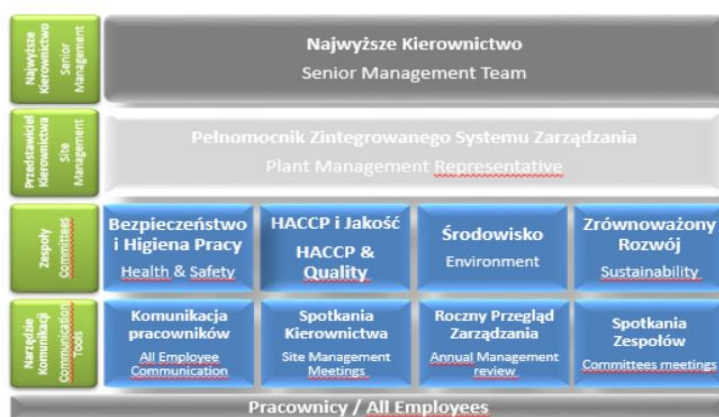 Najwyższe
Kierownictwo
Senior
Management
Najwyższe Kierownictwo
Senior Management Team
Przedstawiciel
Kierownictwa
Site
Management
Pełnomocnik Zintegrowanego Systemu Zarządzania
Plant Management Representative
Zespoły
Committees
Bezpieczeństwo
i Higiena Pracy
Health & Safety
HACCP i Jakość
HACCP &
Quality
Środowisko
Environment
Zrównoważony
Rozwój
Sustainability
Narzędzie
Komunikacji
Communication
Tools
Komunikacja
pracowników
All Employee
Communication
Spotkania
Kierownictwa
Site Management
Meetings
Roczny Przegląd
Zarządzania
Annual Management
review
Spotkania
Zespołów
Committees meetings
Pracownicy / All Employees